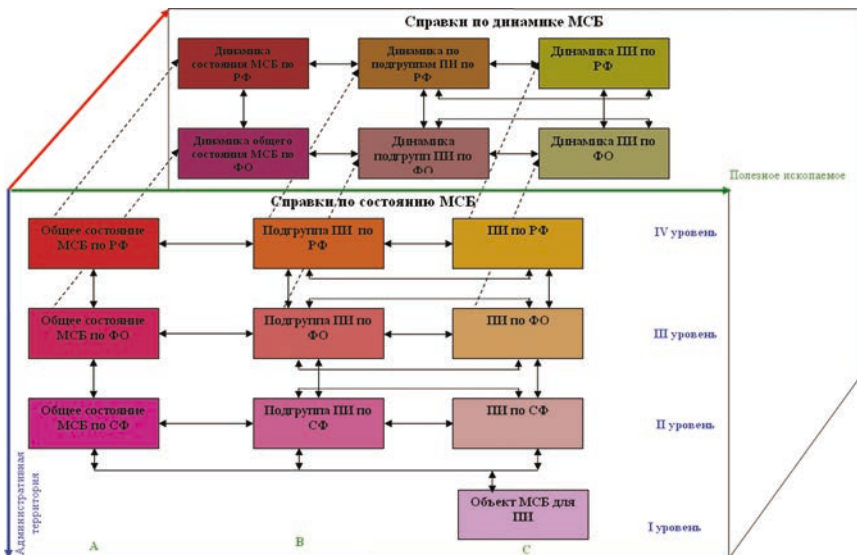 Справки по динамике МСБ
Динамика
состояния МСБ по
РФ
Динамика по
подгруппам ПИ по
РФ
Динамика ПИ по
РФ
Динамика общего
состояния МСБ по
ФО
Динамика
подгрупп ПИ по
ФО
Динамика ПИ по
ФО
Полезное ископаемое
Справки по состоянию МСБ
Общее состояние
МСБ по РФ
Подгруппа ПИ по
РФ
ПИ по РФ
IV уровень
Общее состояние
МСБ по ФО
Подгруппа ПИ по
ФО
ПИ по ФО
III уровень
Общее состояние
МСБ по СФ
Подгруппа ПИ по
СФ
ПИ по СФ
II уровень
Административная
территория
Объект МСБ для
ПИ
I уровень
A
B
C